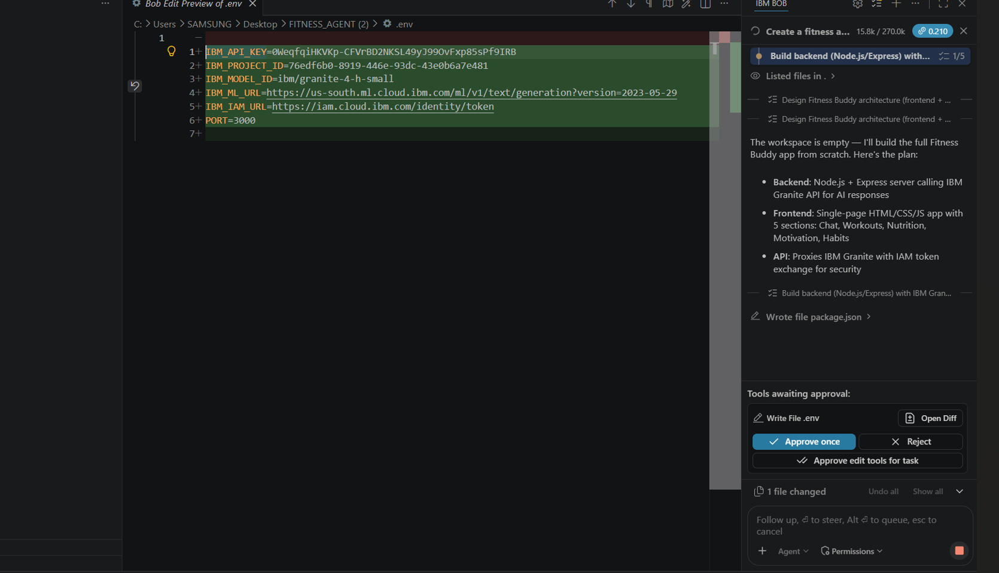 Bob Edit Preview of .env
C: > Users > SAMSUNG > Desktop > FITNESS_AGENT (2) > .env
1 −
1+ IBM_API_KEY=0WeqfqiHKVKp-CFVrBD2NKSL49yJ99OvFxp85sPf9IRB
2+ IBM_PROJECT_ID=76edf6b0-8919-446e-93dc-43e0b6a7e481
3+ IBM_MODEL_ID=ibm/granite-4-h-small
4+ IBM_ML_URL=https://us-south.ml.cloud.ibm.com/ml/v1/text/generation?version=2023-05-29
5+ IBM_IAM_URL=https://iam.cloud.ibm.com/identity/token
6+ PORT=3000
7+
IBM BOB
Create a fitness a... 15.8k / 270.0k 0.210
Build backend (Node.js/Express) with... 1/5
Listed files in . >
Design Fitness Buddy architecture (frontend + ...
Design Fitness Buddy architecture (frontend + ...
The workspace is empty — I'll build the full Fitness
Buddy app from scratch. Here's the plan:
• Backend: Node.js + Express server calling IBM
Granite API for AI responses
• Frontend: Single-page HTML/CSS/JS app with
5 sections: Chat, Workouts, Nutrition,
Motivation, Habits
• API: Proxies IBM Granite with IAM token
exchange for security
Build backend (Node.js/Express) with IBM Gran...
Wrote file package.json >
Tools awaiting approval:
Write File .env Open Diff
Approve once Reject
Approve edit tools for task
1 file changed Undo all Show all
Follow up, ⏎ to steer, Alt ⏎ to queue, esc to
cancel
+ Agent Permissions